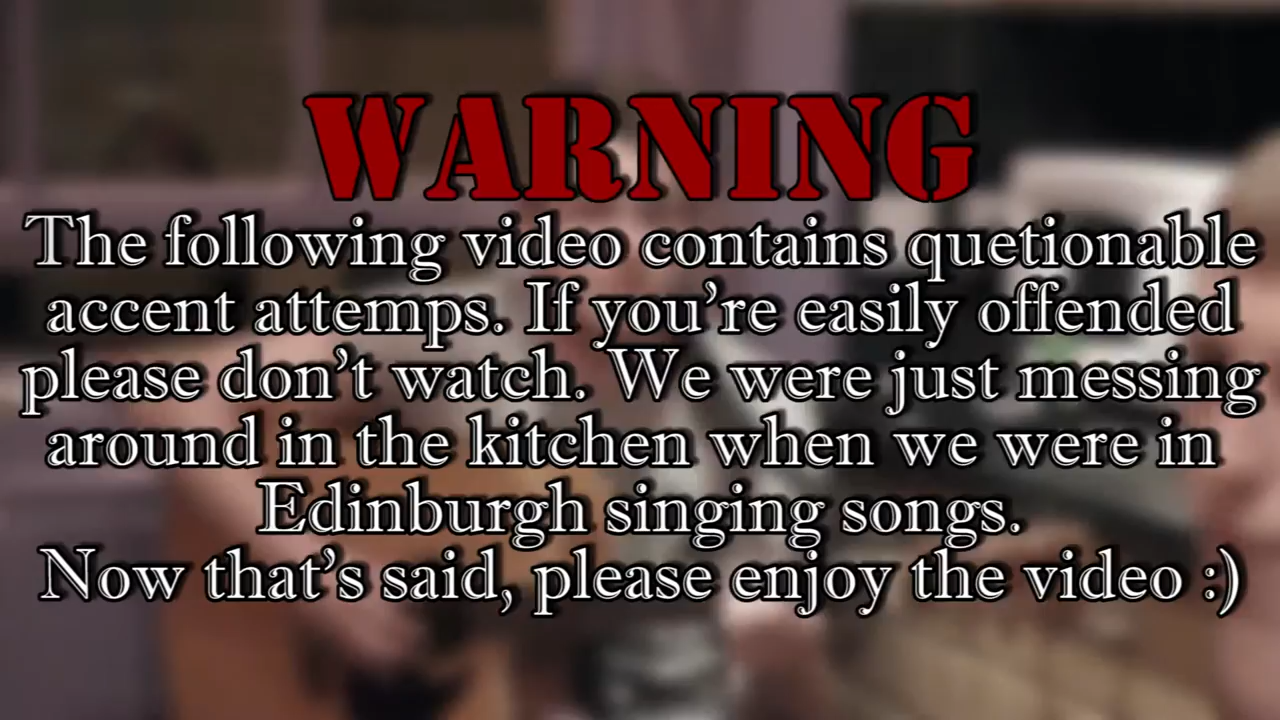 WARNING
The following video contains quetionable
accent attemps. If you're easily offended
please don't watch. We were just messing
around in the kitchen when we were in
Edinburgh singing songs.
Now that's said, please enjoy the video :)